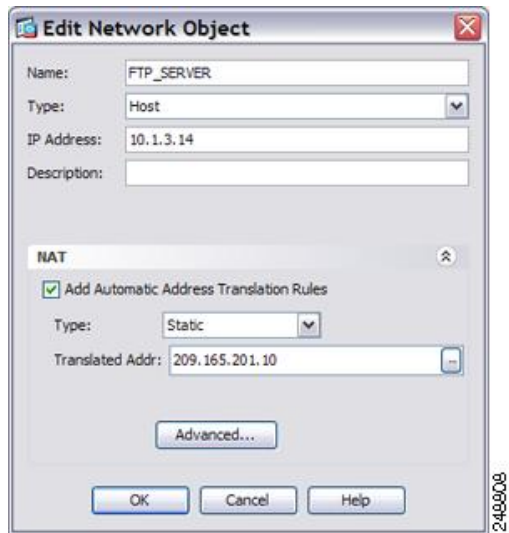 Edit Network Object
Name: FTP_SERVER
Type: Host
IP Address: 10.1.3.14
Description:
NAT
Add Automatic Address Translation Rules
Type: Static
Translated Addr: 209.165.201.10 ...
Advanced...
OK Cancel Help
248808